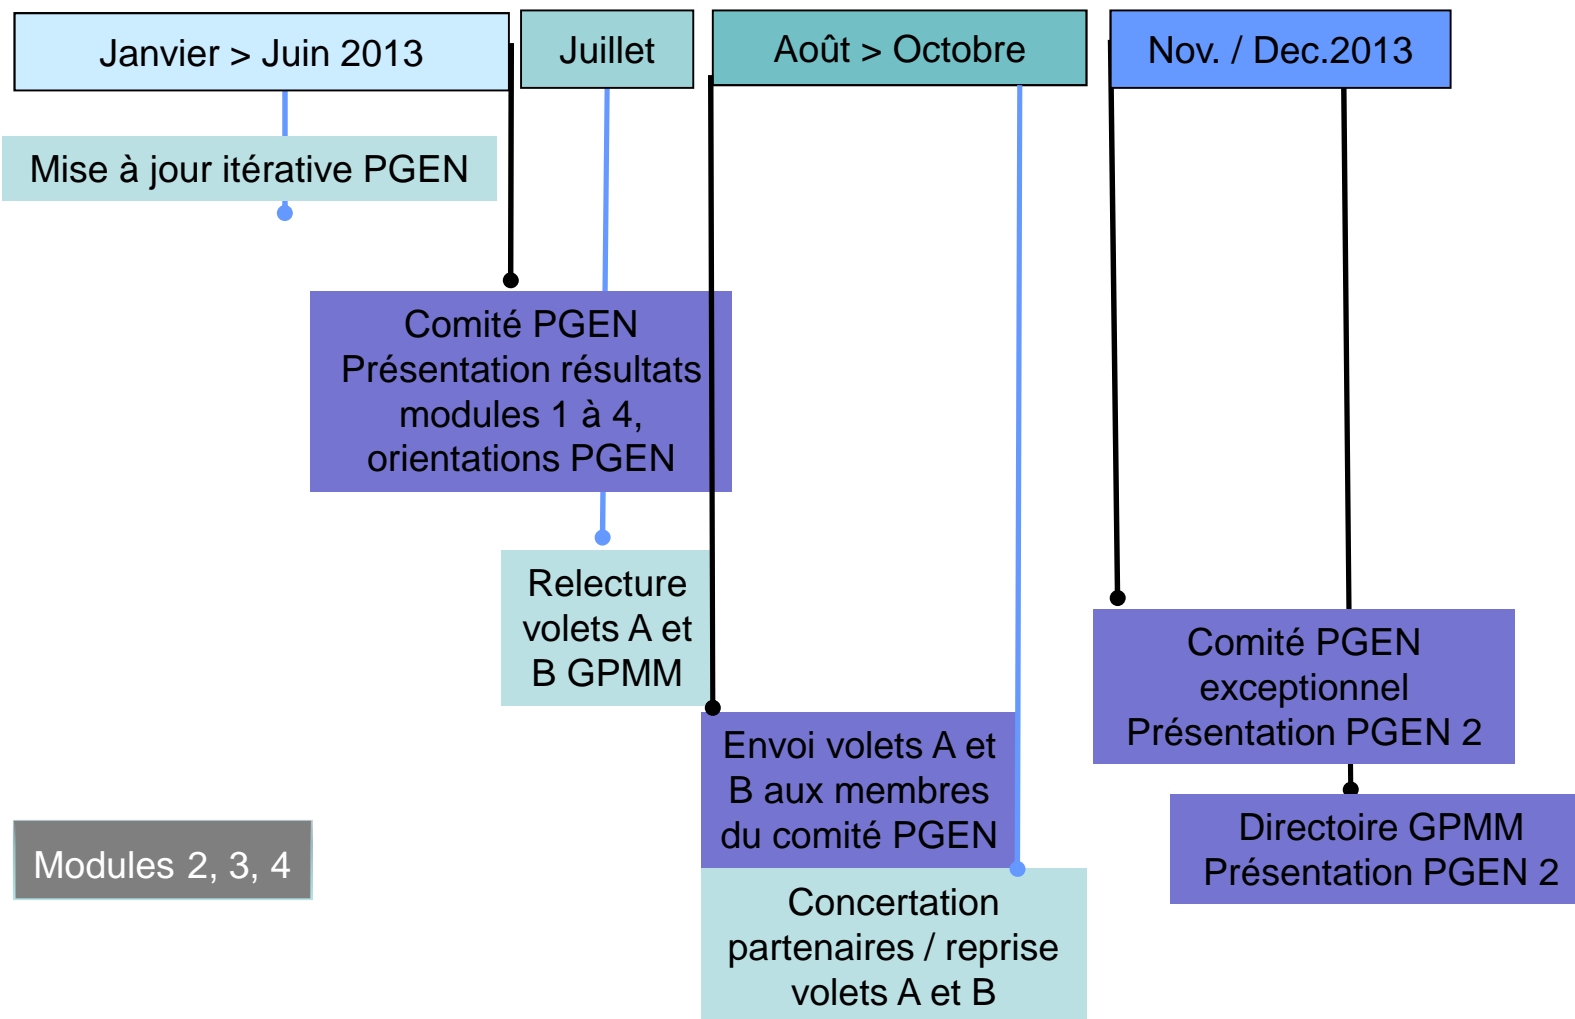 Janvier > Juin 2013
Juillet
Août > Octobre
Nov. / Dec.2013
Mise à jour itérative PGEN
Comité PGEN
Présentation résultats
modules 1 à 4,
orientations PGEN
Relecture
volets A et
B GPMM
Envoi volets A et
B aux membres
du comité PGEN
Concertation
partenaires / reprise
volets A et B
Comité PGEN
exceptionnel
Présentation PGEN 2
Directoire GPMM
Présentation PGEN 2
Modules 2, 3, 4